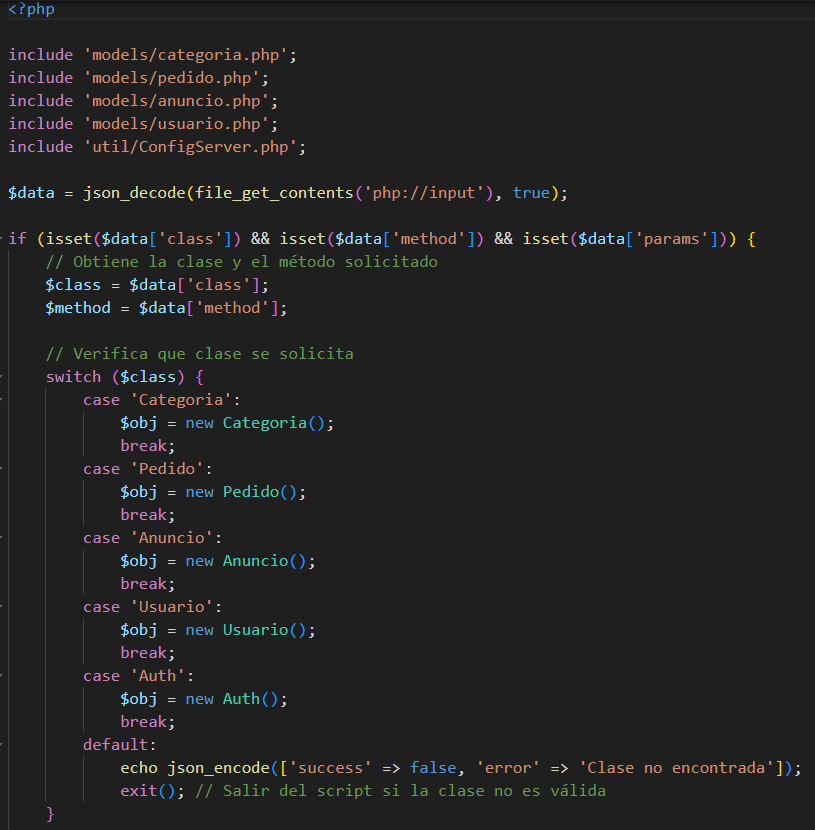 <?php
include 'models/categoria.php';
include 'models/pedido.php';
include 'models/anuncio.php';
include 'models/usuario.php';
include 'util/ConfigServer.php';
$data = json_decode(file_get_contents('php://input'), true);
if (isset($data['class']) && isset($data['method']) && isset($data['params'])) {
    // Obtiene la clase y el método solicitado
    $class = $data['class'];
    $method = $data['method'];
    // Verifica que clase se solicita
    switch ($class) {
        case 'Categoria':
            $obj = new Categoria();
            break;
        case 'Pedido':
            $obj = new Pedido();
            break;
        case 'Anuncio':
            $obj = new Anuncio();
            break;
        case 'Usuario':
            $obj = new Usuario();
            break;
        case 'Auth':
            $obj = new Auth();
            break;
        default:
            echo json_encode(['success' => false, 'error' => 'Clase no encontrada']);
            exit(); // Salir del script si la clase no es válida
    }